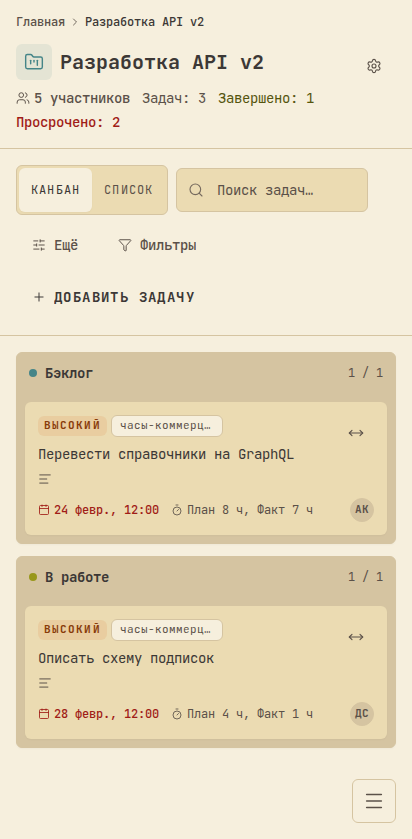 Главная > Разработка API v2
Разработка API v2
5 участников Задач: 3 Завершено: 1
Просрочено: 2
КАНБАН СПИСОК Поиск задач…
Ещё Фильтры
+ ДОБАВИТЬ ЗАДАЧУ
Бэклог 1 / 1
ВЫСОКИЙ часы-коммерц…
Перевести справочники на GraphQL
24 февр., 12:00 План 8 ч, Факт 7 ч АК
В работе 1 / 1
ВЫСОКИЙ часы-коммерц…
Описать схему подписок
28 февр., 12:00 План 4 ч, Факт 1 ч ДС